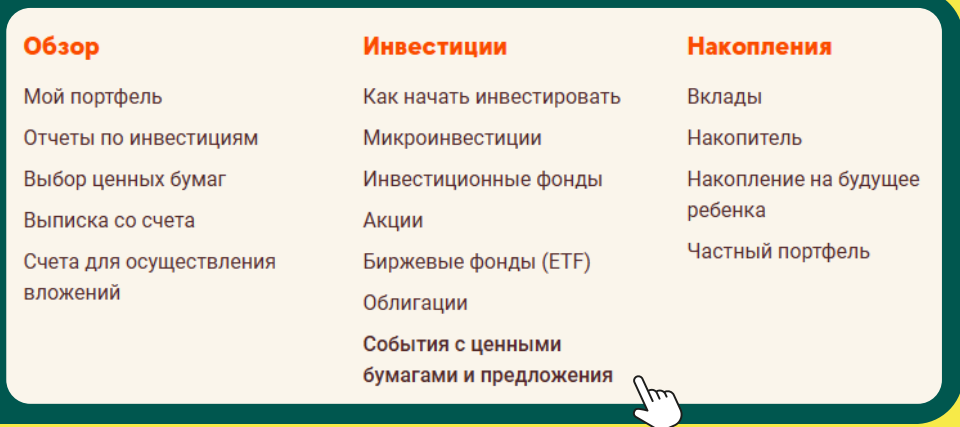 Обзор
Мой портфель
Отчеты по инвестициям
Выбор ценных бумаг
Выписка со счета
Счета для осуществления
вложений
Инвестиции
Как начать инвестировать
Микроинвестиции
Инвестиционные фонды
Акции
Биржевые фонды (ETF)
Облигации
События с ценными
бумагами и предложения
Накопления
Вклады
Накопитель
Накопление на будущее
ребенка
Частный портфель